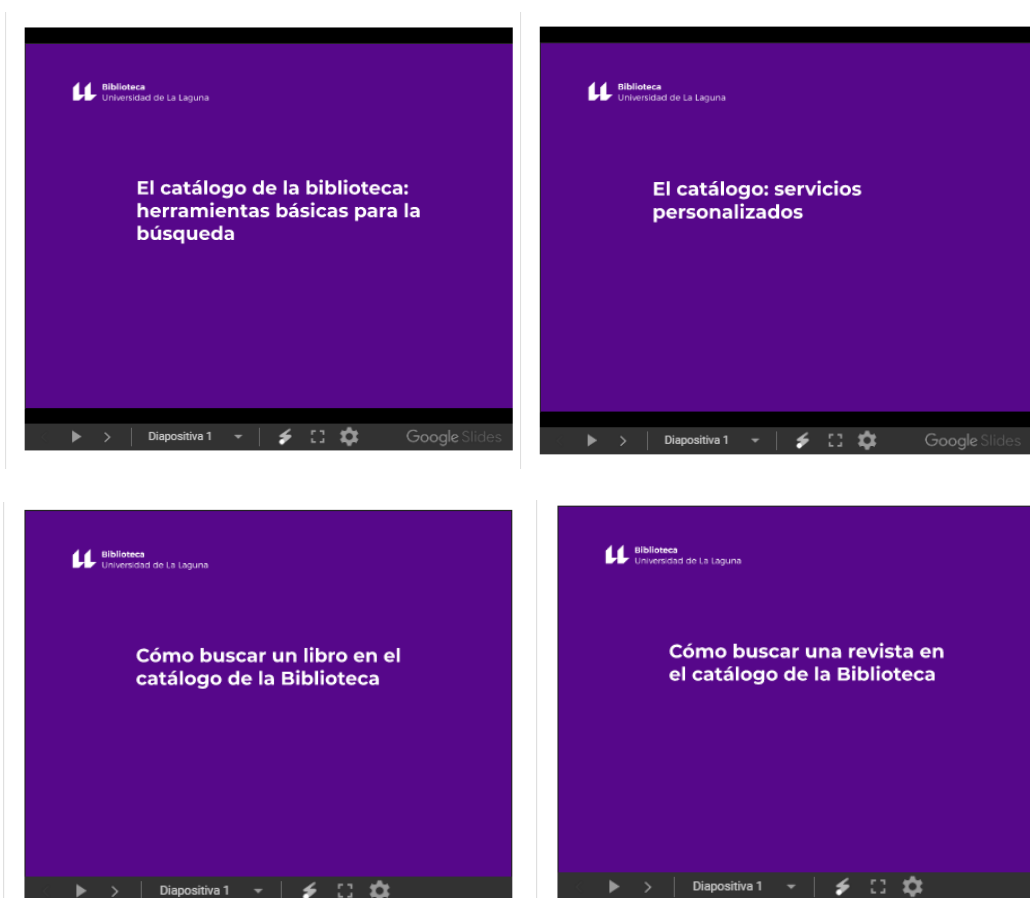 Biblioteca
Universidad de La Laguna
El catálogo de la biblioteca:
herramientas básicas para la
búsqueda
Diapositiva 1
Google Slides
Biblioteca
Universidad de La Laguna
El catálogo: servicios
personalizados
Diapositiva 1
Google Slides
Biblioteca
Universidad de La Laguna
Cómo buscar un libro en el
catálogo de la Biblioteca
Diapositiva 1
Biblioteca
Universidad de La Laguna
Cómo buscar una revista en
el catálogo de la Biblioteca
Diapositiva 1